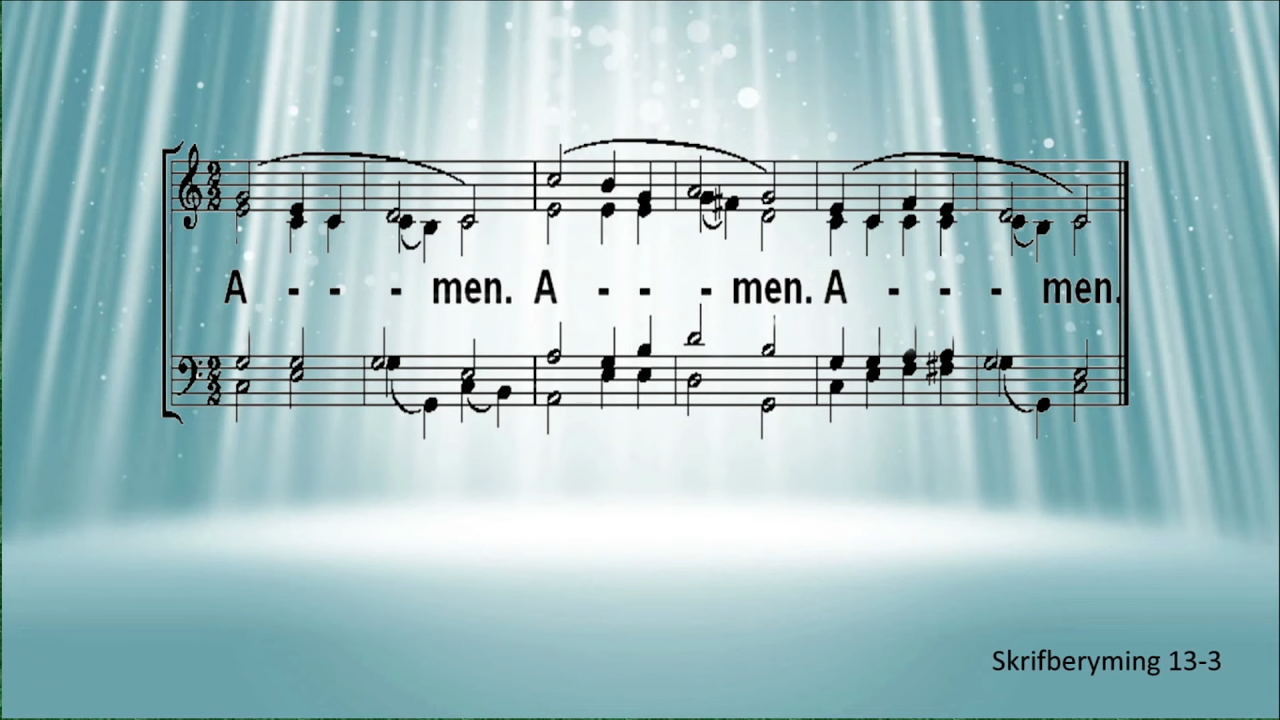 A - - - men. A - - - men. A - - - men.
Skrifberyming 13-3